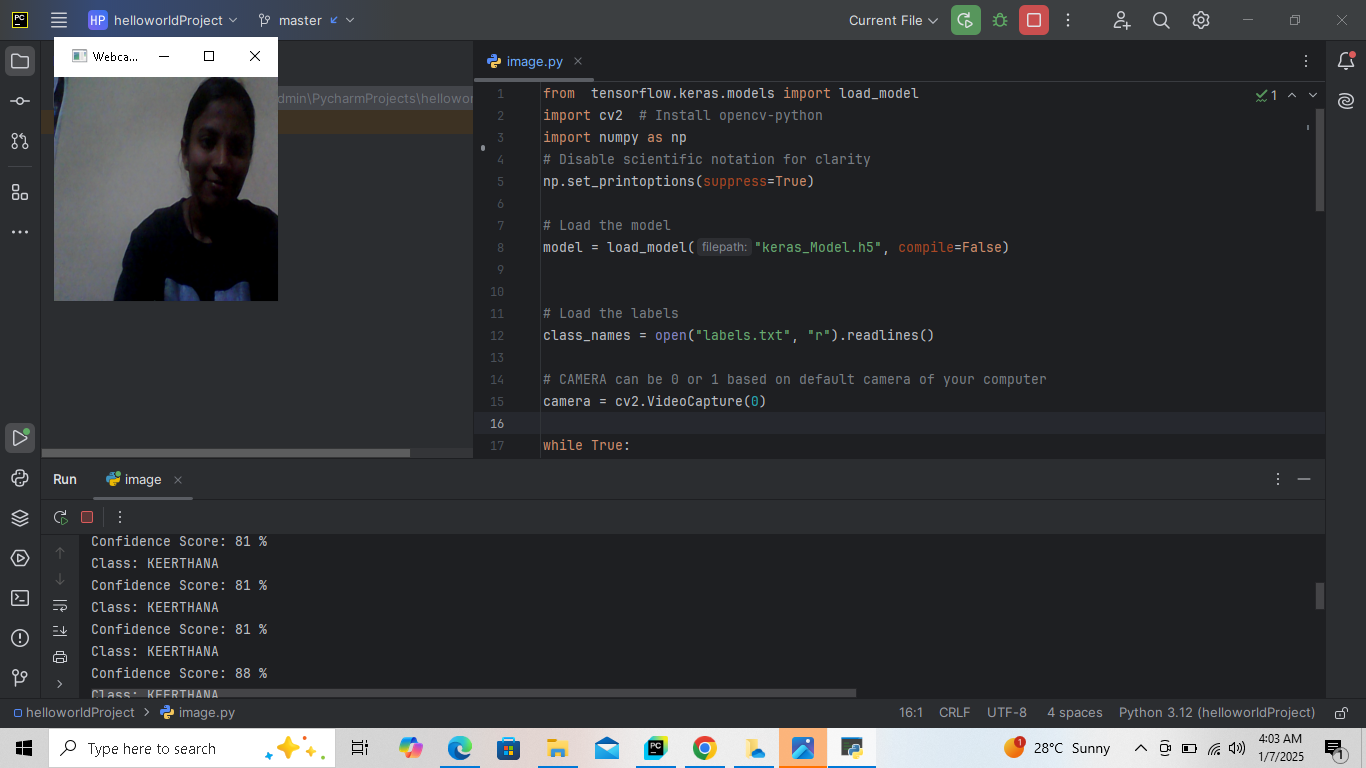 PC
HP helloworldProject
master
Current File
Webca...
dmin\PycharmProjects\hellowor
image.py
1
1 from tensorflow.keras.models import load_model
2 import cv2 # Install opencv-python
3 import numpy as np
4 # Disable scientific notation for clarity
5 np.set_printoptions(suppress=True)
6
7 # Load the model
8 model = load_model( filepath: "keras_Model.h5", compile=False)
9
10
11 # Load the labels
12 class_names = open("labels.txt", "r").readlines()
13
14 # CAMERA can be 0 or 1 based on default camera of your computer
15 camera = cv2.VideoCapture(0)
16
17 while True:
Run
image
Confidence Score: 81 %
Class: KEERTHANA
Confidence Score: 81 %
Class: KEERTHANA
Confidence Score: 81 %
Class: KEERTHANA
Confidence Score: 88 %
Class: KEERTHANA
helloworldProject > image.py
16:1 CRLF UTF-8 4 spaces Python 3.12 (helloworldProject)
Type here to search
PC
1
28°C Sunny
4:03 AM
1/7/2025
1